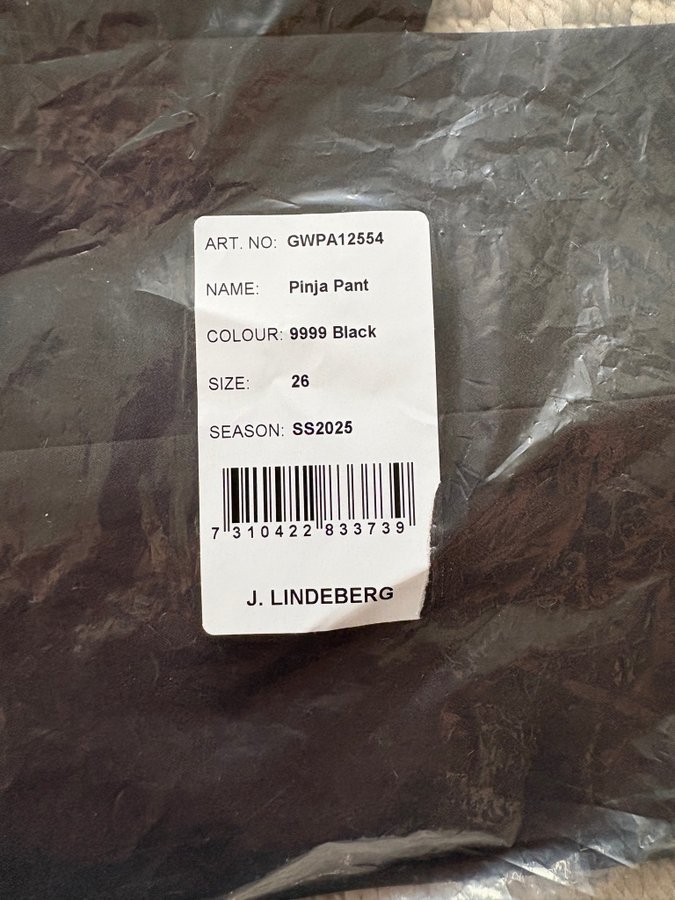 ART. NO: GWPA12554
NAME: Pinja Pant
COLOUR: 9999 Black
SIZE: 26
SEASON: SS2025
7 310422 833739
J. LINDEBERG